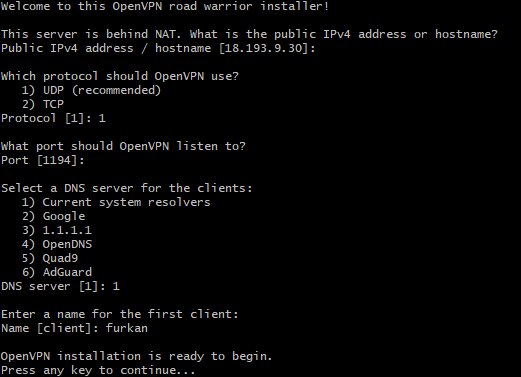 Welcome to this OpenVPN road warrior installer!
This server is behind NAT. What is the public IPv4 address or hostname?
Public IPv4 address / hostname [18.193.9.30]:
Which protocol should OpenVPN use?
1) UDP (recommended)
2) TCP
Protocol [1]: 1
What port should OpenVPN listen to?
Port [1194]:
Select a DNS server for the clients:
1) Current system resolvers
2) Google
3) 1.1.1.1
4) OpenDNS
5) Quad9
6) AdGuard
DNS server [1]: 1
Enter a name for the first client:
Name [client]: furkan
OpenVPN installation is ready to begin.
Press any key to continue...